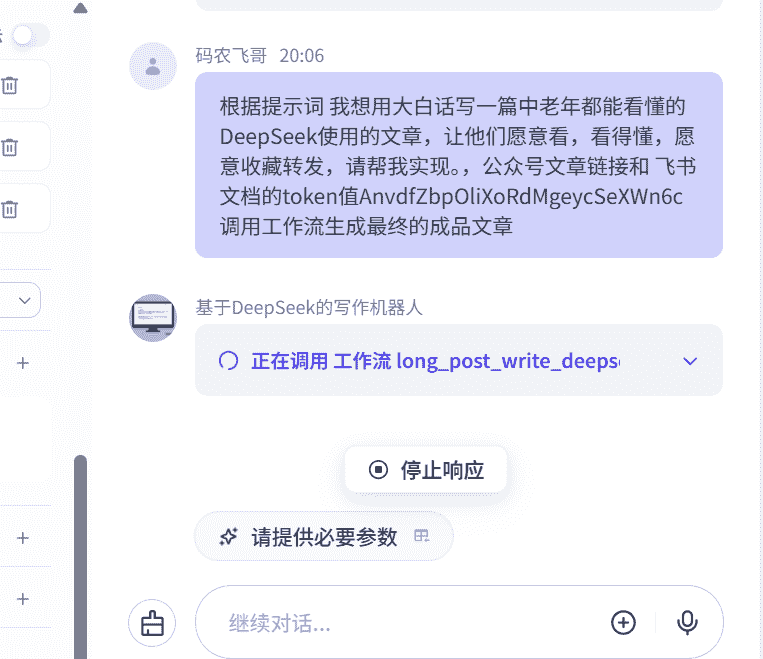 码农飞哥 20:06
根据提示词 我想用大白话写一篇中老年都能看懂的
DeepSeek使用的文章，让他们愿意看，看得懂，愿
意收藏转发，请帮我实现。，公众号文章链接和 飞书
文档的token值AnvdfZbpOliXoRdMgeycSeXWn6c
调用工作流生成最终的成品文章
基于DeepSeek的写作机器人
正在调用 工作流 long_post_write_deeps
停止响应
请提供必要参数
继续对话...